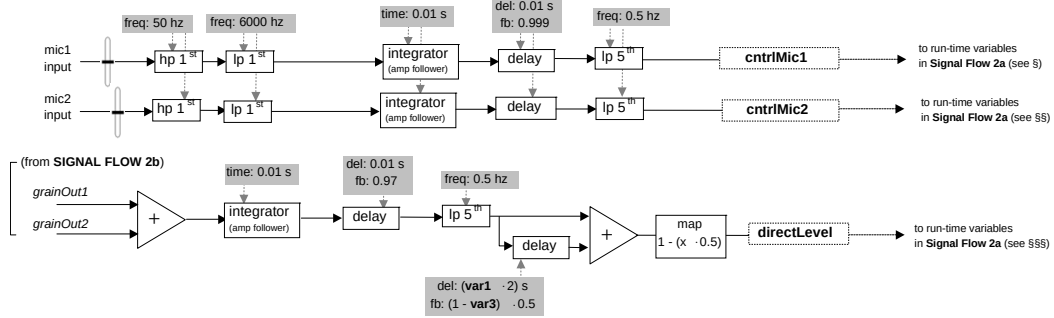 freq: 50 hz
freq: 6000 hz
time: 0.01 s
del: 0.01 s
fb: 0.999
freq: 0.5 hz
mic1
input
hp 1st
lp 1st
integrator
(amp follower)
delay
lp 5th
cntrlMic1
to run-time variables
in Signal Flow 2a (see §)
mic2
input
hp 1st
lp 1st
integrator
(amp follower)
delay
lp 5th
cntrlMic2
to run-time variables
in Signal Flow 2a (see §§)
(from SIGNAL FLOW 2b)
time: 0.01 s
del: 0.01 s
fb: 0.97
freq: 0.5 hz
grainOut1
grainOut2
+
integrator
(amp follower)
delay
lp 5th
delay
+
map
1 - (x · 0.5)
directLevel
to run-time variables
in Signal Flow 2a (see §§§)
del: (var1 · 2) s
fb: (1 - var3) · 0.5